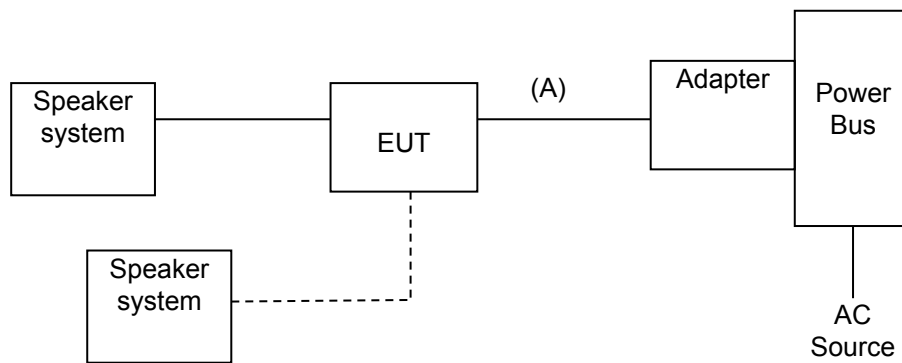 Speaker
system
EUT
(A)
Adapter
Power
Bus
Speaker
system
AC
Source